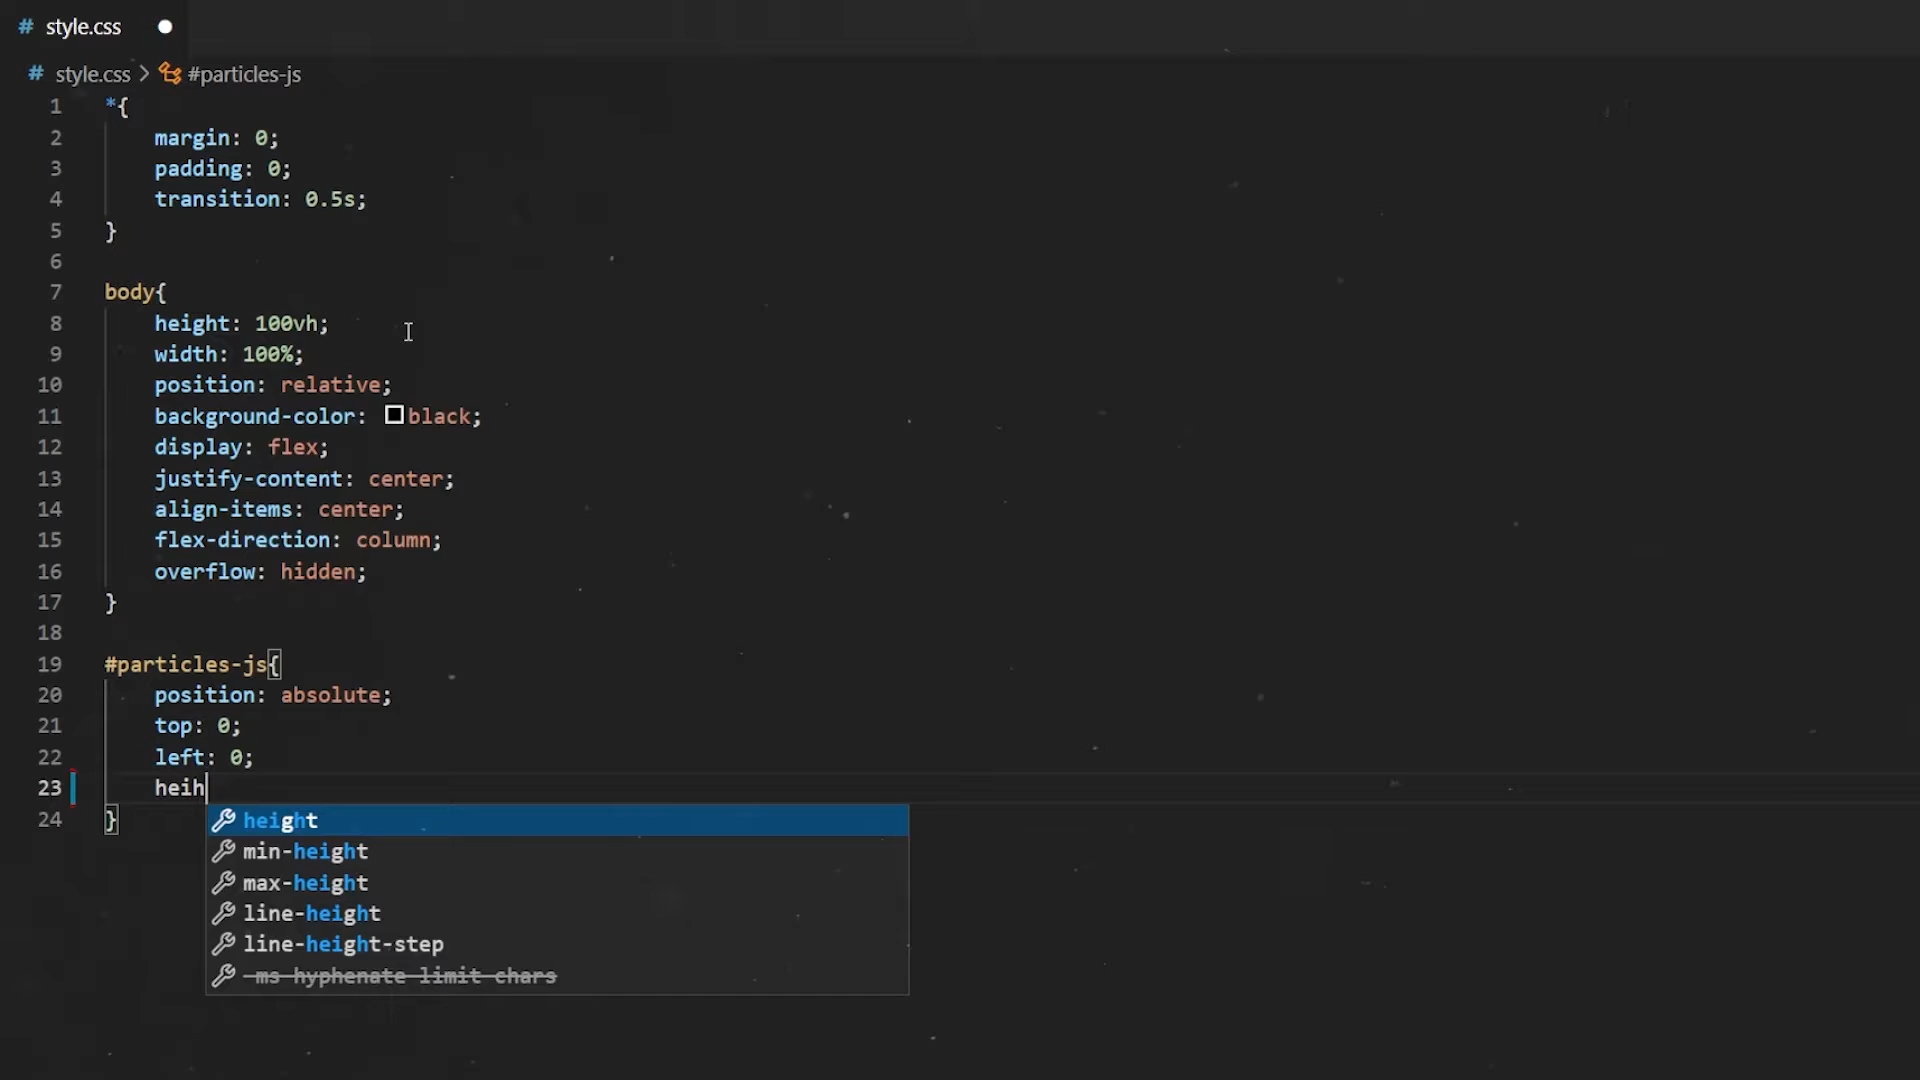 # style.css ●
# style.css > #particles-js
1 *{
2 margin: 0;
3 padding: 0;
4 transition: 0.5s;
5 }
6
7 body{
8 height: 100vh;
9 width: 100%;
10 position: relative;
11 background-color: black;
12 display: flex;
13 justify-content: center;
14 align-items: center;
15 flex-direction: column;
16 overflow: hidden;
17 }
18
19 #particles-js{
20 position: absolute;
21 top: 0;
22 left: 0;
23 heih
24 }
height
min-height
max-height
line-height
line-height-step
-ms-hyphenate-limit-chars